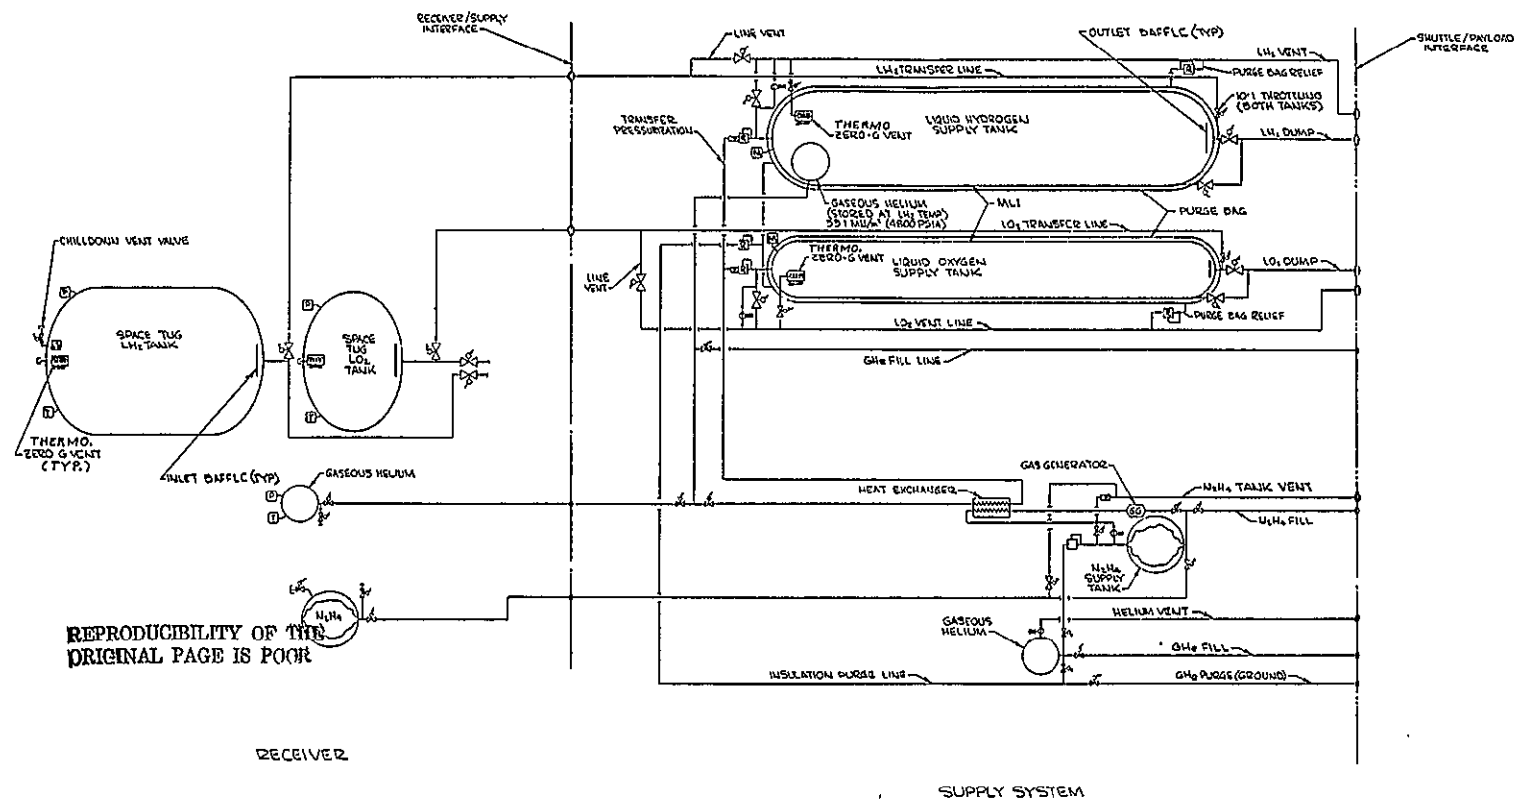 RECEIVER/SUPPLY
INTERFACE
LINE VENT
OUTLET BAFFLE (TYP)
LH2 VENT
SHUTTLE/PAYLOAD
INTERFACE
LH2 TRANSFER LINE
PURGE BAG RELIEF
10:1 THROTTLING
(BOTH TANKS)
TRANSFER
PRESSURIZATION
THERMO
ZERO-G VENT
LIQUID HYDROGEN
SUPPLY TANK
LH2 DUMP
GASEOUS HELIUM
(STORED AT LH2 TEMP)
(4800 PSIA)
MLI
PURGE BAG
LO2 TRANSFER LINE
CHILLDOWN VENT VALVE
THERMO.
ZERO-G VENT
LIQUID OXYGEN
SUPPLY TANK
LO2 DUMP
LINE
VENT
PURGE BAG RELIEF
LO2 VENT LINE
SPACE TUG
LH2 TANK
SPACE
TUG
LO2
TANK
GHe FILL LINE
THERMO.
ZERO G VENT
(TYP.)
INLET BAFFLE (TYP)
GASEOUS HELIUM
P
T
GAS GENERATOR
HEAT EXCHANGER
N2H4 TANK VENT
GG
N2H4 FILL
N2H4
SUPPLY
TANK
N2H4
REPRODUCIBILITY OF THE
ORIGINAL PAGE IS POOR
GASEOUS
HELIUM
HELIUM VENT
GHe FILL
INSULATION PURGE LINE
GHe PURGE (GROUND)
RECEIVER
SUPPLY SYSTEM